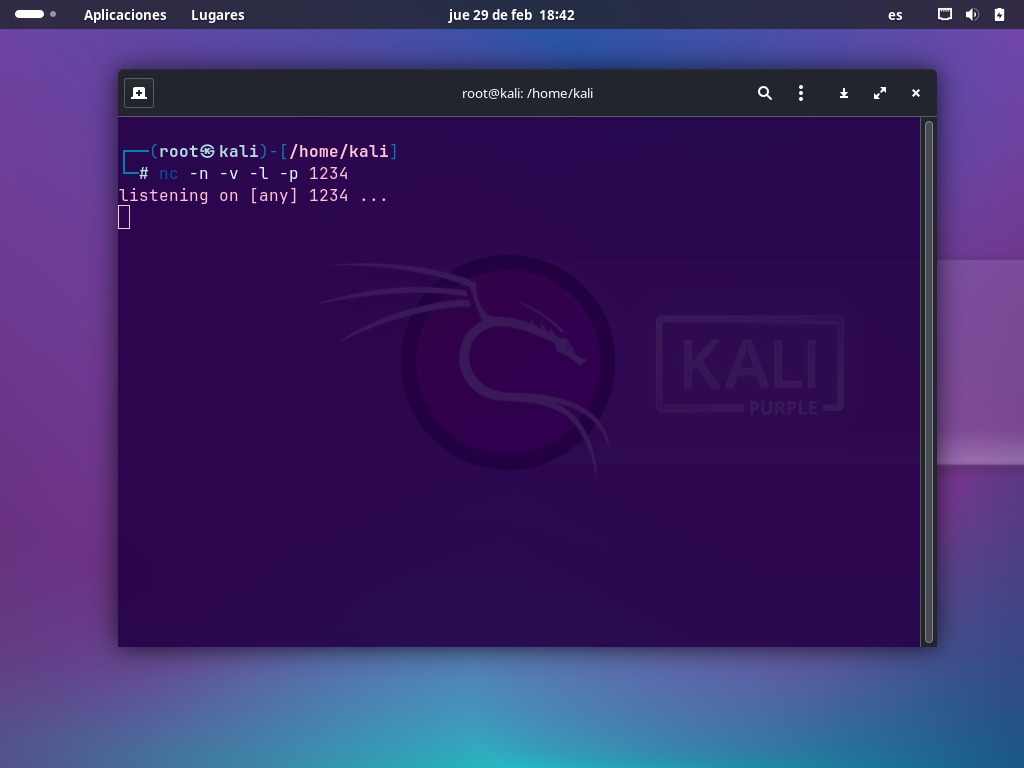 Aplicaciones Lugares jue 29 de feb 18:42 es
root@kali: /home/kali
┌──(root㉿kali)-[/home/kali]
└─# nc -n -v -l -p 1234
listening on [any] 1234 ...
KALI
PURPLE